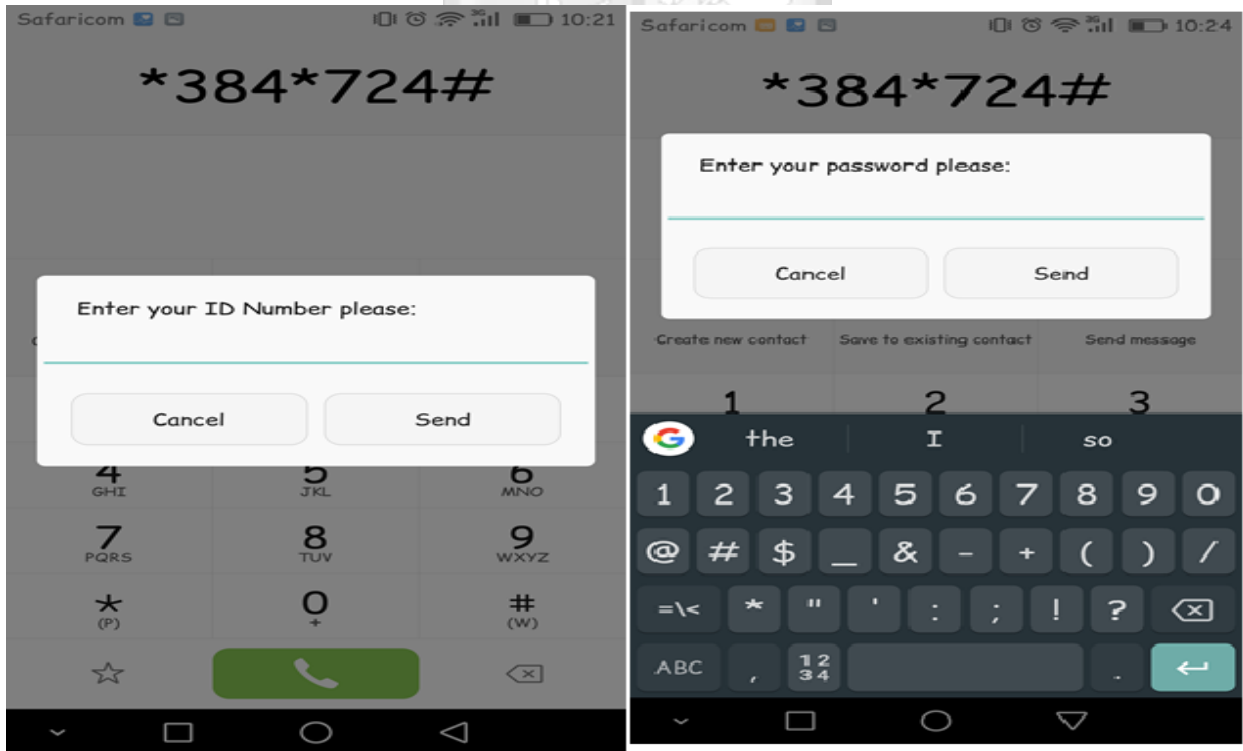 Safaricom 10:21
*384*724#
Enter your ID Number please:
Cancel Send
4 5 6
GHI JKL MNO
7 8 9
PQRS TUV WXYZ
* 0 #
(P) + (W)
Safaricom 3G 10:24
*384*724#
Enter your password please:
Cancel Send
Create new contact Save to existing contact Send message
1 2 3
G the I so
1 2 3 4 5 6 7 8 9 0
@ # $ _ & - + ( ) /
=\< * " ' : ; ! ?
ABC , 12 .
34